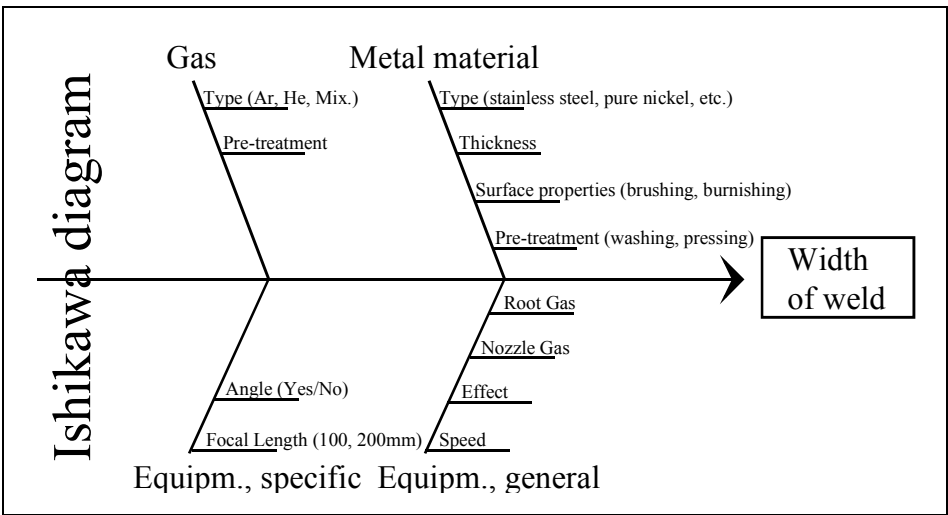 Ishikawa diagram
Gas
Type (Ar, He, Mix.)
Pre-treatment
Metal material
Type (stainless steel, pure nickel, etc.)
Thickness
Surface properties (brushing, burnishing)
Pre-treatment (washing, pressing)
Width
of weld
Angle (Yes/No)
Focal Length (100, 200mm)
Equipm., specific
Root Gas
Nozzle Gas
Effect
Speed
Equipm., general